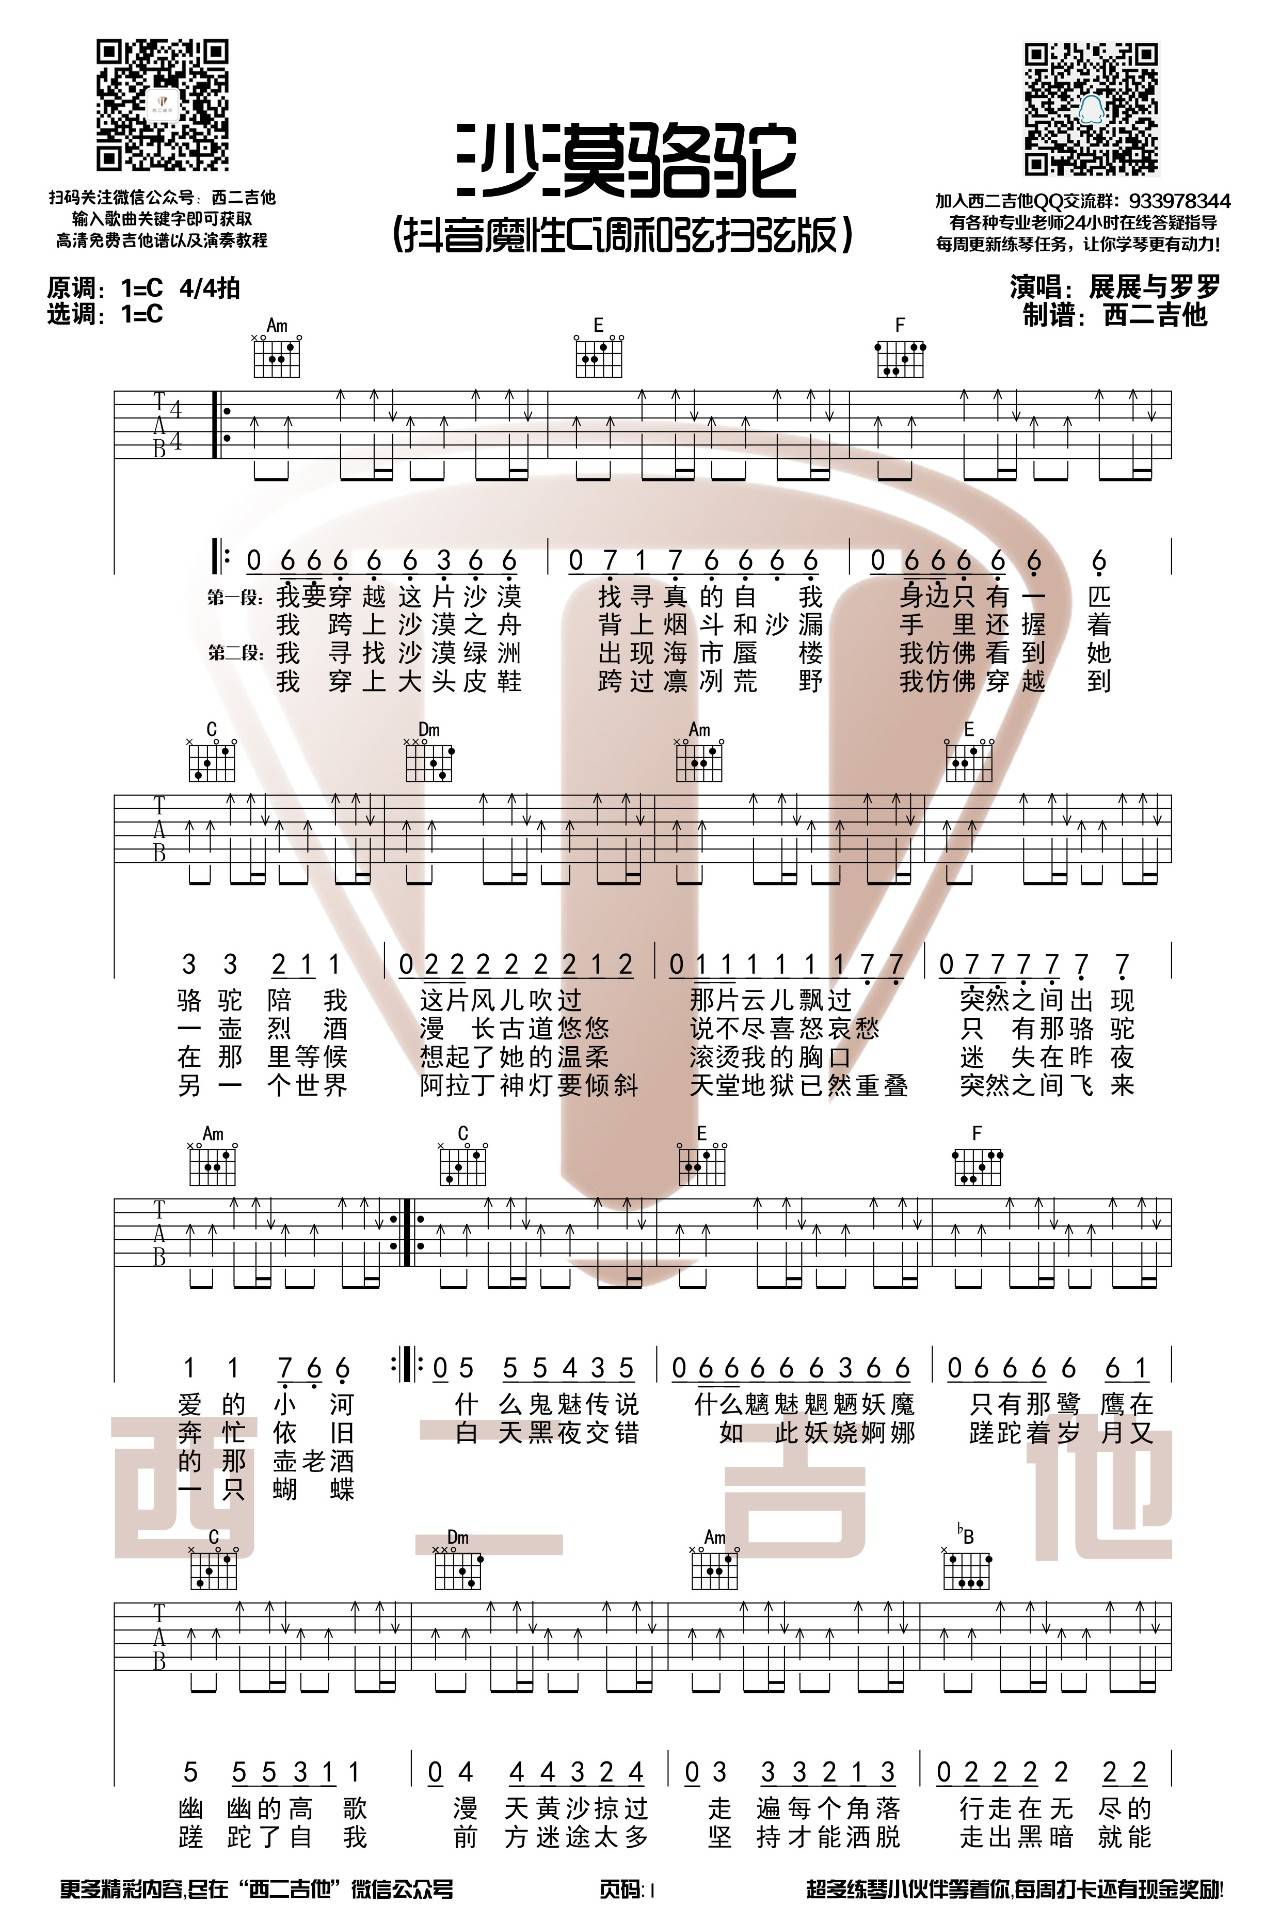 沙漠骆驼
(抖音魔性C调和弦扫弦版)
扫码关注微信公众号：西二吉他
输入歌曲关键字即可获取
高清免费吉他谱以及演奏教程
加入西二吉他QQ交流群：933978344
有各种专业老师24小时在线答疑指导
每周更新练琴任务，让你学琴更有动力！
原调：1=C 4/4拍
选调：1=C
演唱：展展与罗罗
制谱：西二吉他
Am E F
T A B 4 4
0 6 6 6 6 6 3 6 6 0 7 1 7 6 6 6 6 0 6 6 6 6 6 6
第一段：我要穿越这片沙漠 找寻真的自我 身边只有一匹
我跨上沙漠之舟 背上烟斗和沙漏 手里还握着
第二段：我寻找沙漠绿洲 出现海市蜃楼 我仿佛看到她
我穿上大头皮鞋 跨过凛冽荒野 我仿佛穿越到
C Dm Am E
T A B
3 3 2 1 1 0 2 2 2 2 2 2 1 2 0 1 1 1 1 1 1 7 7 0 7 7 7 7 7 7
骆驼陪我 这片风儿吹过 那片云儿飘过 突然之间出现
一壶烈酒 漫长古道悠悠 说不尽喜怒哀愁 只有那骆驼
在那里等候 想起了她的温柔 滚烫我的胸口 迷失在昨夜
另一个世界 阿拉丁神灯要倾斜 天堂地狱已然重叠 突然之间飞来
Am C E F
T A B
1 1 7 6 6 0 5 5 5 4 3 5 0 6 6 6 6 6 3 6 6 0 6 6 6 6 6 6 1
爱的小河 什么鬼魅传说 什么魑魅魍魉妖魔 只有那鹭鹰在
奔忙依旧 白天黑夜交错 如此妖娆婀娜 蹉跎着岁月又
的那壶老酒
一只蝴蝶
西二吉他
C Dm Am ♭B
T A B
5 5 5 3 1 1 0 4 4 4 3 2 4 0 3 3 3 2 1 3 0 2 2 2 2 2 2
幽幽的高歌 漫天黄沙掠过 走遍每个角落 行走在无尽的
蹉跎了自我 前方迷途太多 坚持才能洒脱 走出黑暗就能
更多精彩内容,尽在“西二吉他”微信公众号
页码:1
超多练琴小伙伴等着你,每周打卡还有现金奖励!